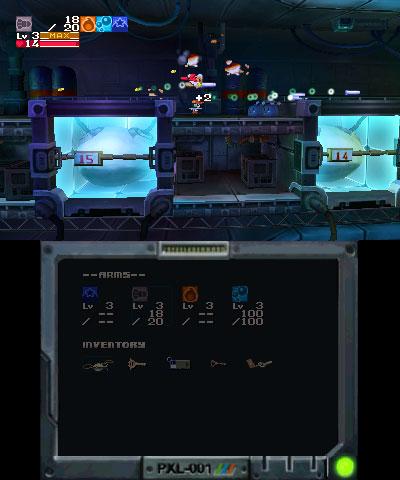 18
/ 20
Lv 3 MAX
14
+2
15
14
--ARMS--
Lv 3 Lv 3 Lv 3 Lv 3
-- 18 -- 100
/ -- / 20 / -- /100
INVENTORY
PXL-001